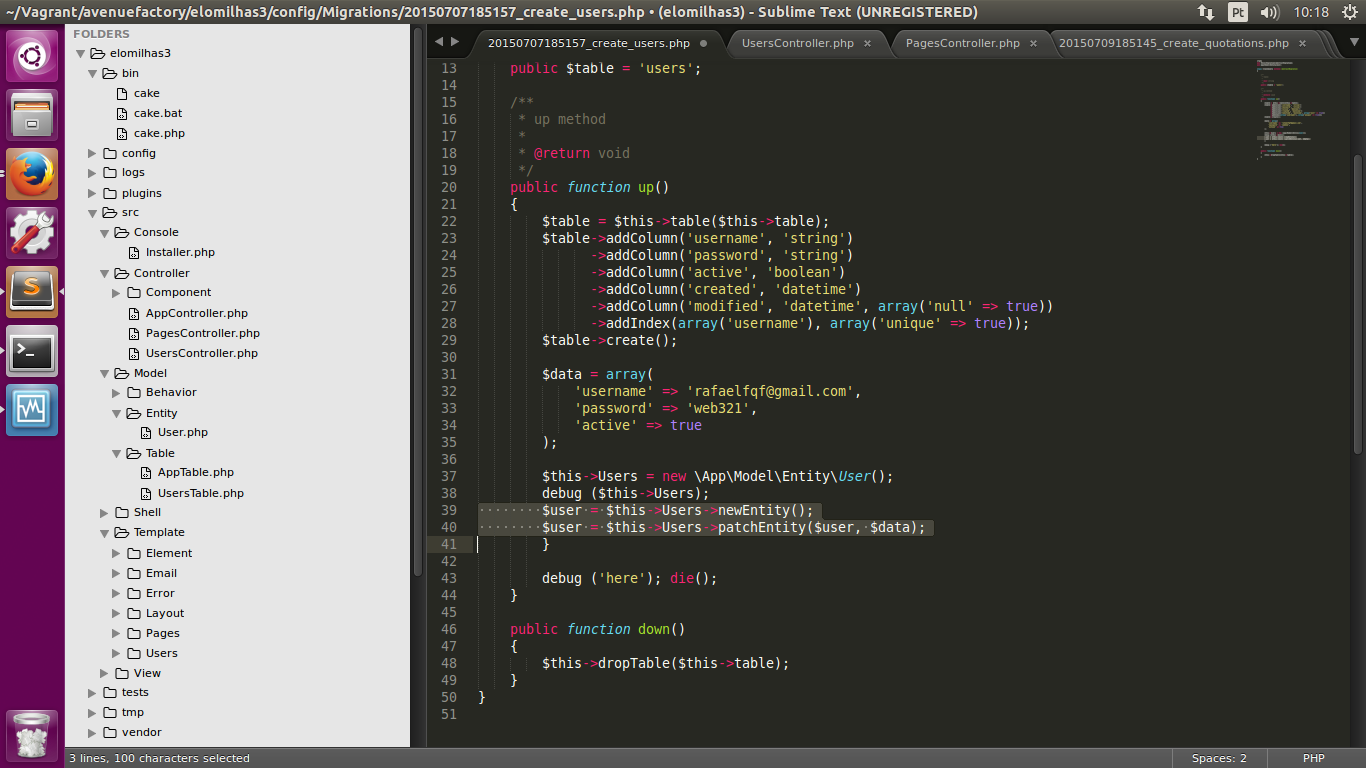 ~/Vagrant/avenuefactory/elomilhas3/config/Migrations/20150707185157_create_users.php • (elomilhas3) - Sublime Text (UNREGISTERED)
Pt
10:18
FOLDERS
elomilhas3
bin
cake
cake.bat
cake.php
config
logs
plugins
src
Console
Installer.php
Controller
Component
AppController.php
PagesController.php
UsersController.php
Model
Behavior
Entity
User.php
Table
AppTable.php
UsersTable.php
Shell
Template
Element
Email
Error
Layout
Pages
Users
View
tests
tmp
vendor
20150707185157_create_users.php
UsersController.php ×
PagesController.php ×
20150709185145_create_quotations.php ×
13 public $table = 'users';
14
15 /**
16 * up method
17 *
18 * @return void
19 */
20 public function up()
21 {
22 $table = $this->table($this->table);
23 $table->addColumn('username', 'string')
24 ->addColumn('password', 'string')
25 ->addColumn('active', 'boolean')
26 ->addColumn('created', 'datetime')
27 ->addColumn('modified', 'datetime', array('null' => true))
28 ->addIndex(array('username'), array('unique' => true));
29 $table->create();
30
31 $data = array(
32 'username' => 'rafaelfqf@gmail.com',
33 'password' => 'web321',
34 'active' => true
35 );
36
37 $this->Users = new \App\Model\Entity\User();
38 debug ($this->Users);
39 $user = $this->Users->newEntity();
40 $user = $this->Users->patchEntity($user, $data);
41 }
42
43 debug ('here'); die();
44 }
45
46 public function down()
47 {
48 $this->dropTable($this->table);
49 }
50 }
51
3 lines, 100 characters selected
Spaces: 2
PHP